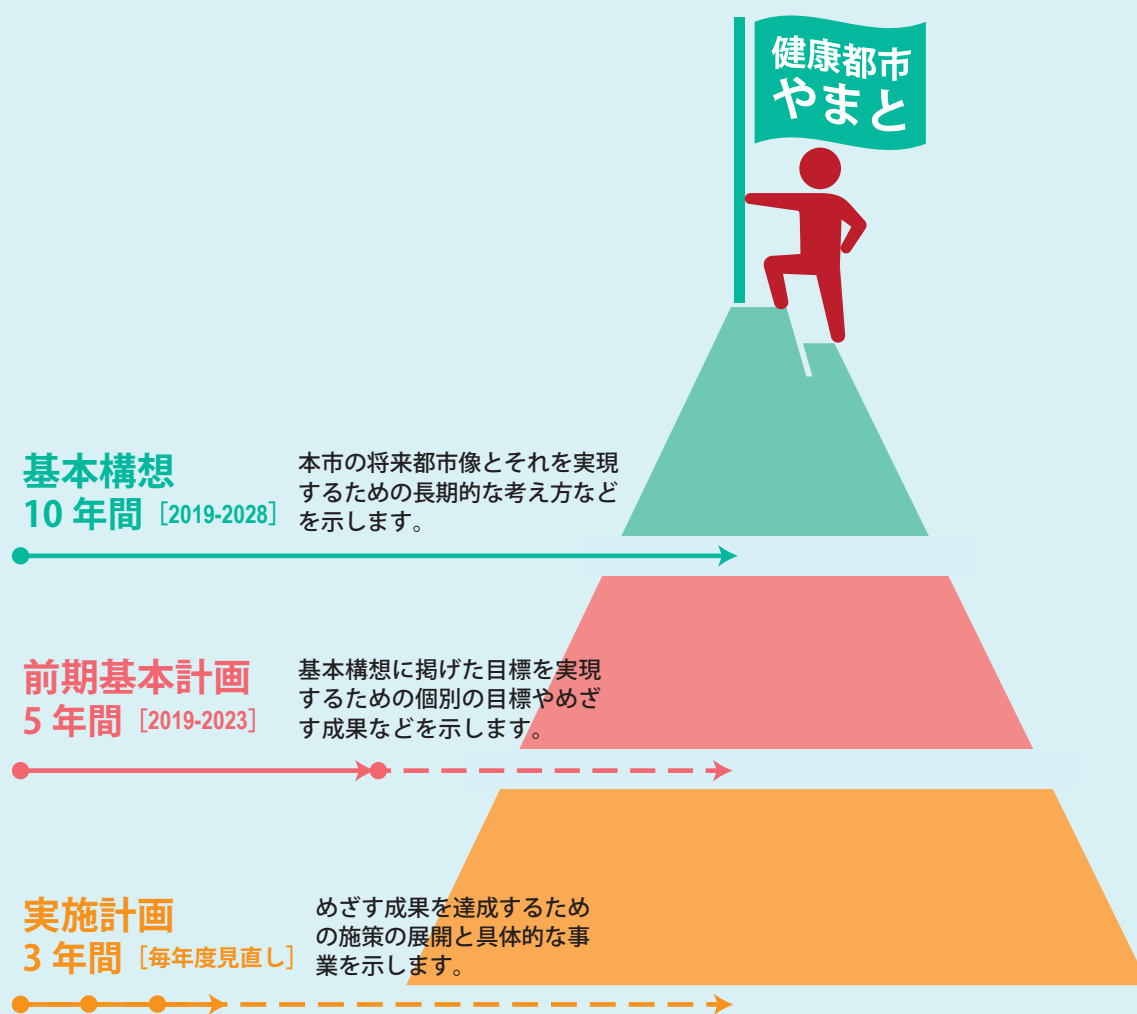 健康都市
やまと
基本構想
10 年間 ［2019-2028］
本市の将来都市像とそれを実現
するための長期的な考え方など
を示します。
前期基本計画
5 年間 ［2019-2023］
基本構想に掲げた目標を実現
するための個別の目標やめざ
す成果などを示します。
実施計画
3 年間 ［毎年度見直し］
めざす成果を達成するため
の施策の展開と具体的な事
業を示します。